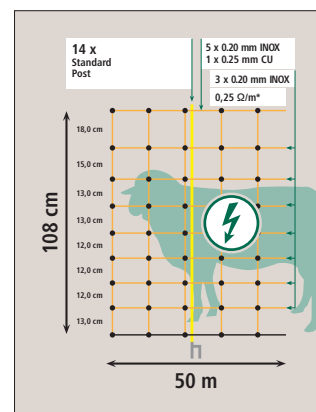 14 x
Standard
Post
5 x 0.20 mm INOX
1 x 0.25 mm CU
3 x 0.20 mm INOX
0,25 Ω/m*
18,0 cm
15,0 cm
13,0 cm
13,0 cm
12,0 cm
12,0 cm
12,0 cm
13,0 cm
108 cm
50 m